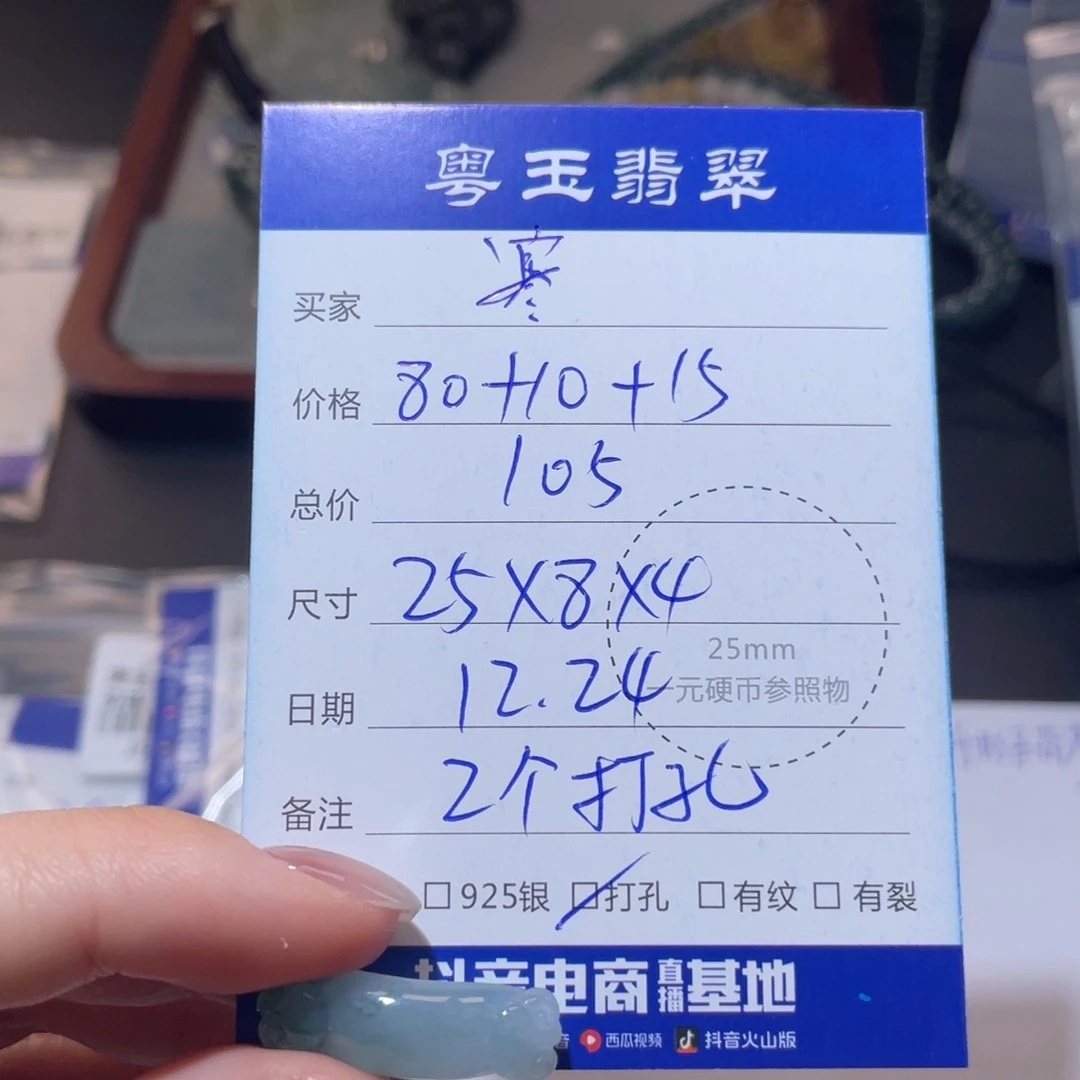 粤玉翡翠
买家 寒
价格 80+10+15
总价 105
尺寸 25X8X4
日期 12.24
25mm
一元硬币参照物
备注 2个打孔
□ 925银 □ 打孔 □ 有纹 □ 有裂
抖音电商直播基地
音 西瓜视频 抖音火山版